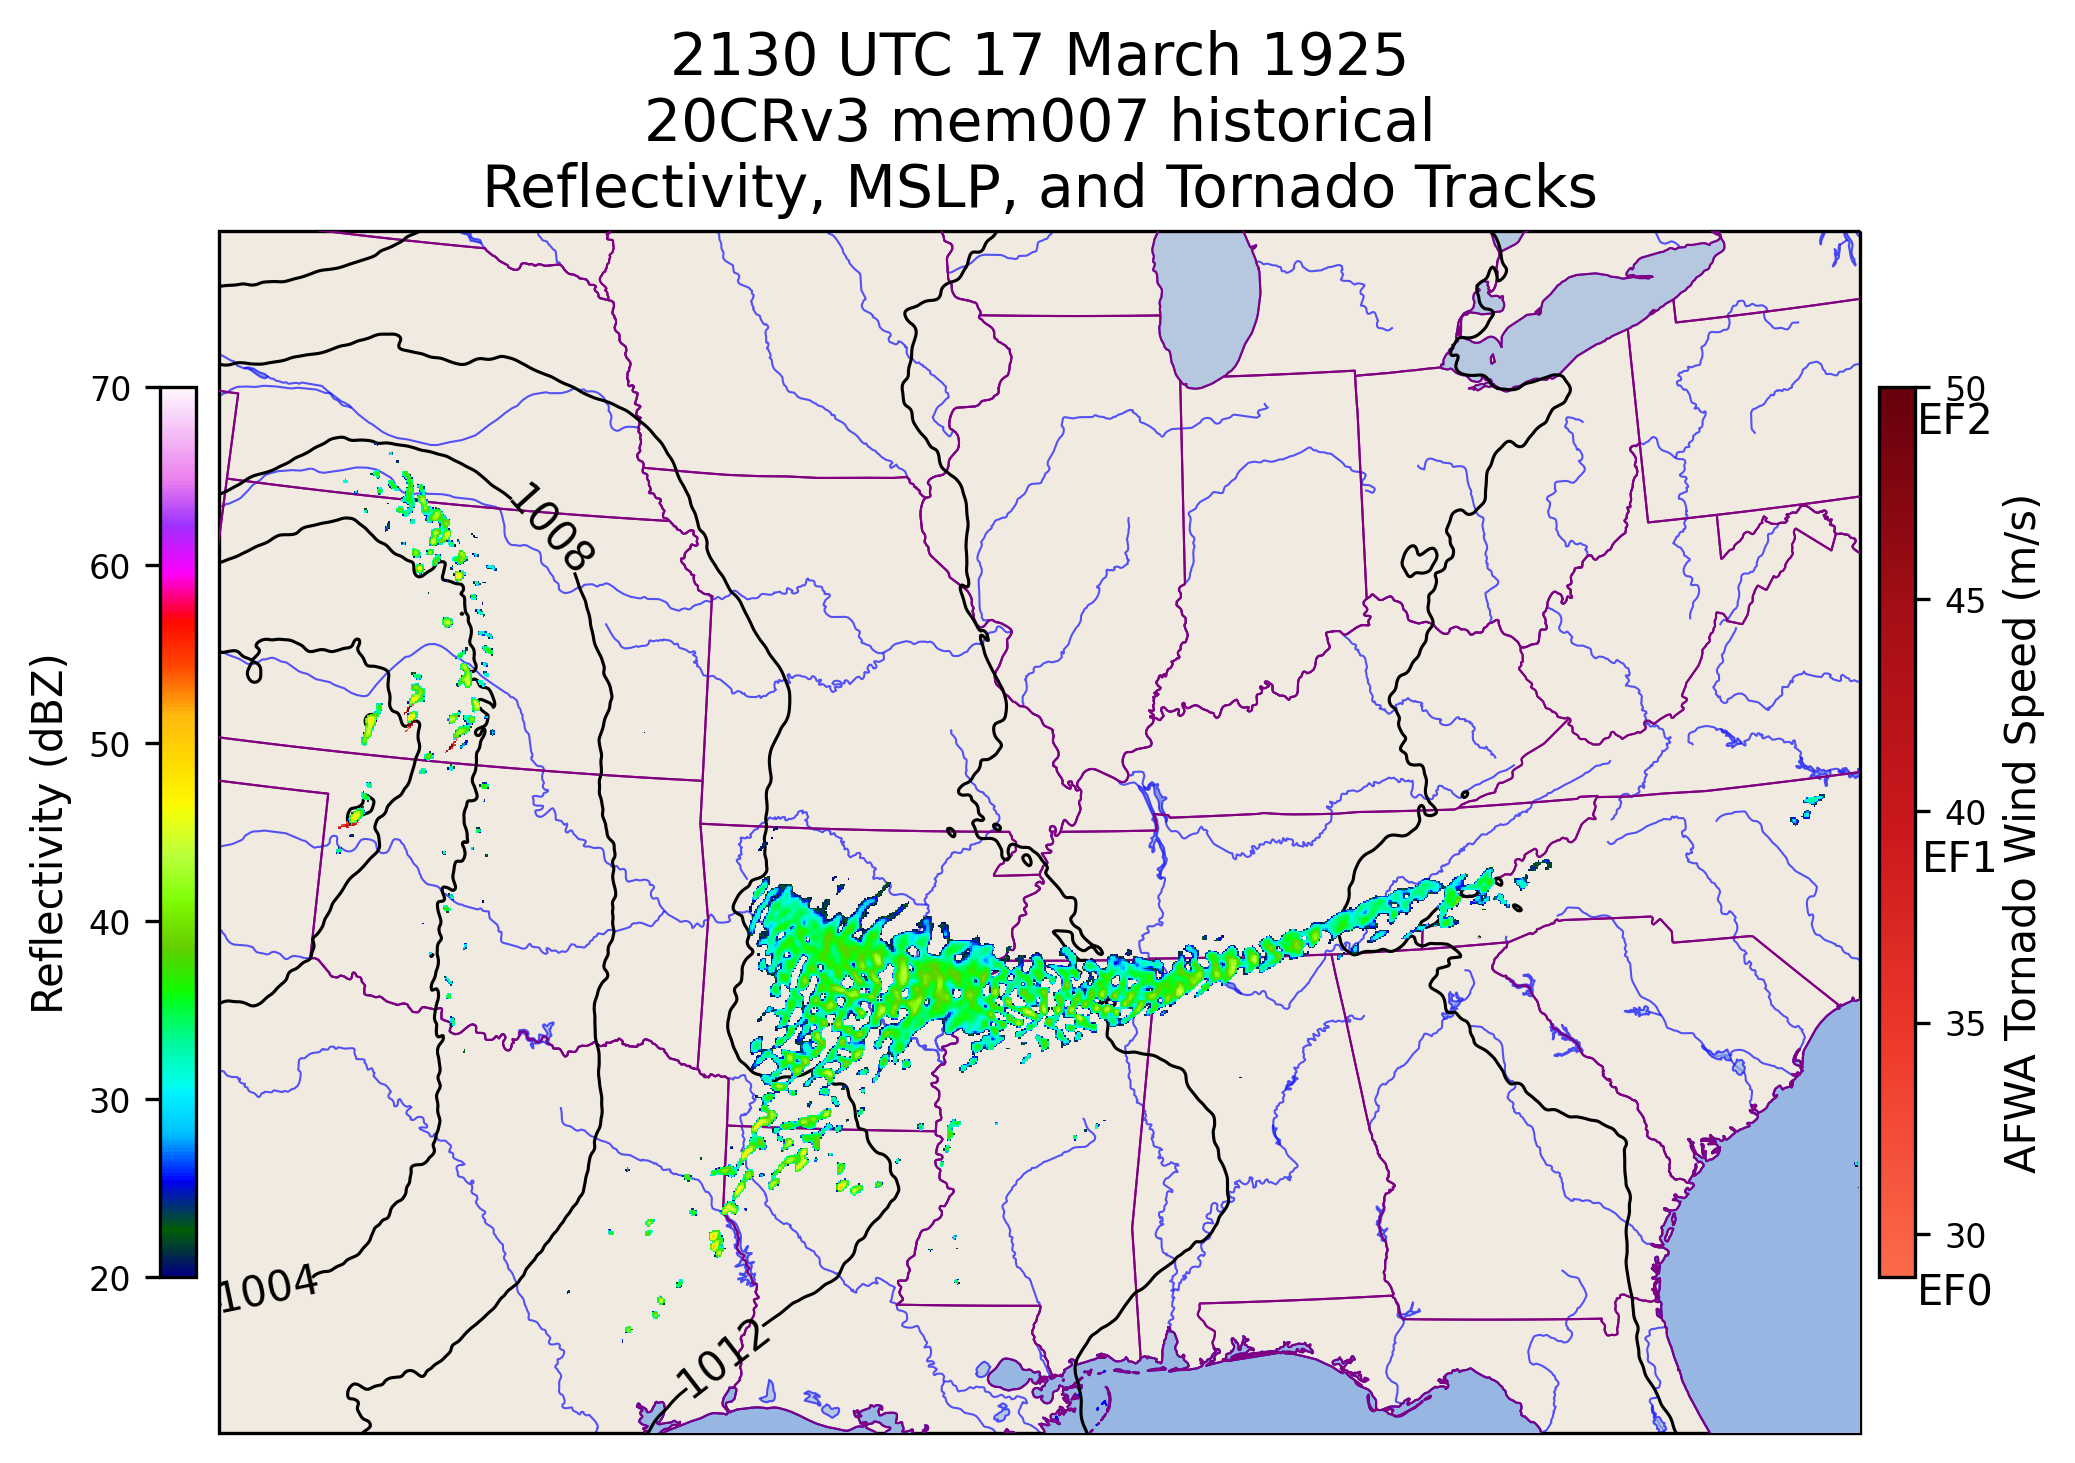 2130 UTC 17 March 1925
20CRv3 mem007 historical
Reflectivity, MSLP, and Tornado Tracks
70
60
50
40
30
20
Reflectivity (dBZ)
1008
1004
1012
50
EF2
45
40
EF1
35
30
EF0
AFWA Tornado Wind Speed (m/s)